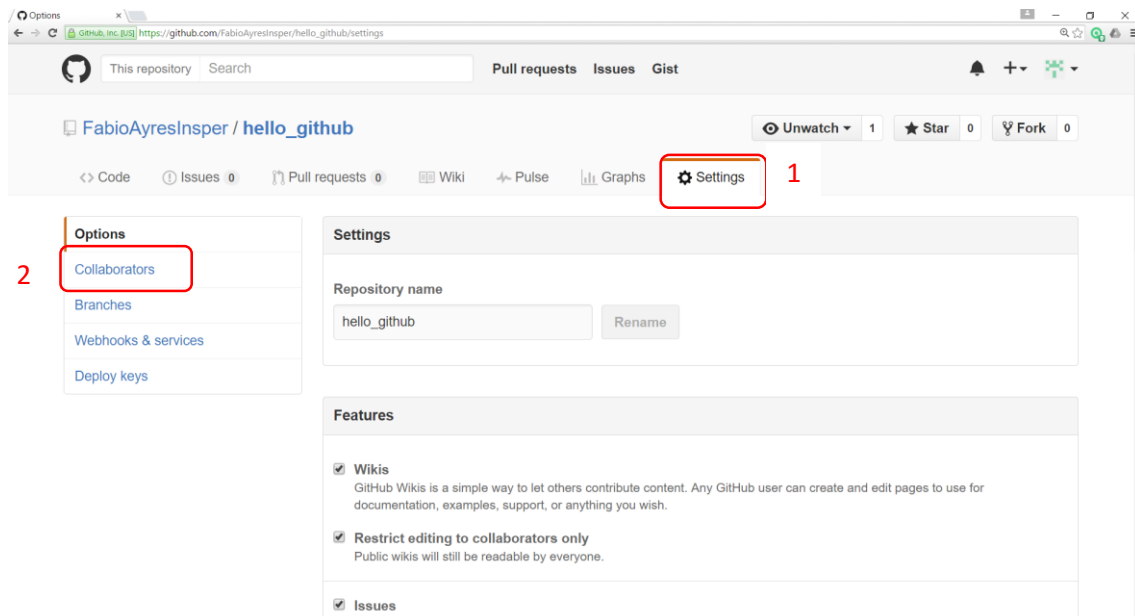 Options
GitHub, Inc. [US] https://github.com/FabioAyresInsper/hello_github/settings
This repository Search Pull requests Issues Gist
FabioAyresInsper / hello_github Unwatch 1 Star 0 Fork 0
Code Issues 0 Pull requests 0 Wiki Pulse Graphs Settings 1
Options
2 Collaborators
Branches
Webhooks & services
Deploy keys
Settings
Repository name
hello_github Rename
Features
Wikis
GitHub Wikis is a simple way to let others contribute content. Any GitHub user can create and edit pages to use for
documentation, examples, support, or anything you wish.
Restrict editing to collaborators only
Public wikis will still be readable by everyone.
Issues